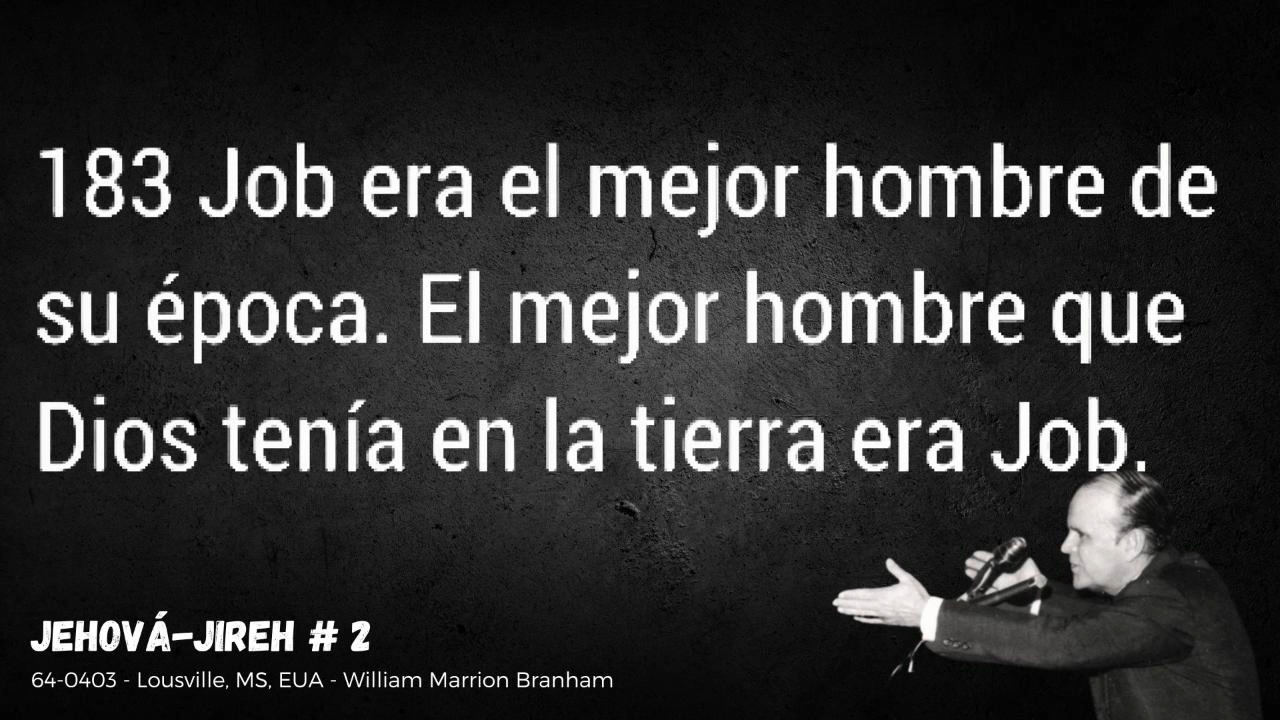 183 Job era el mejor hombre de
su época. El mejor hombre que
Dios tenía en la tierra era Job.
JEHOVÁ-JIREH # 2
64-0403 - Lousville, MS, EUA - William Marrion Branham